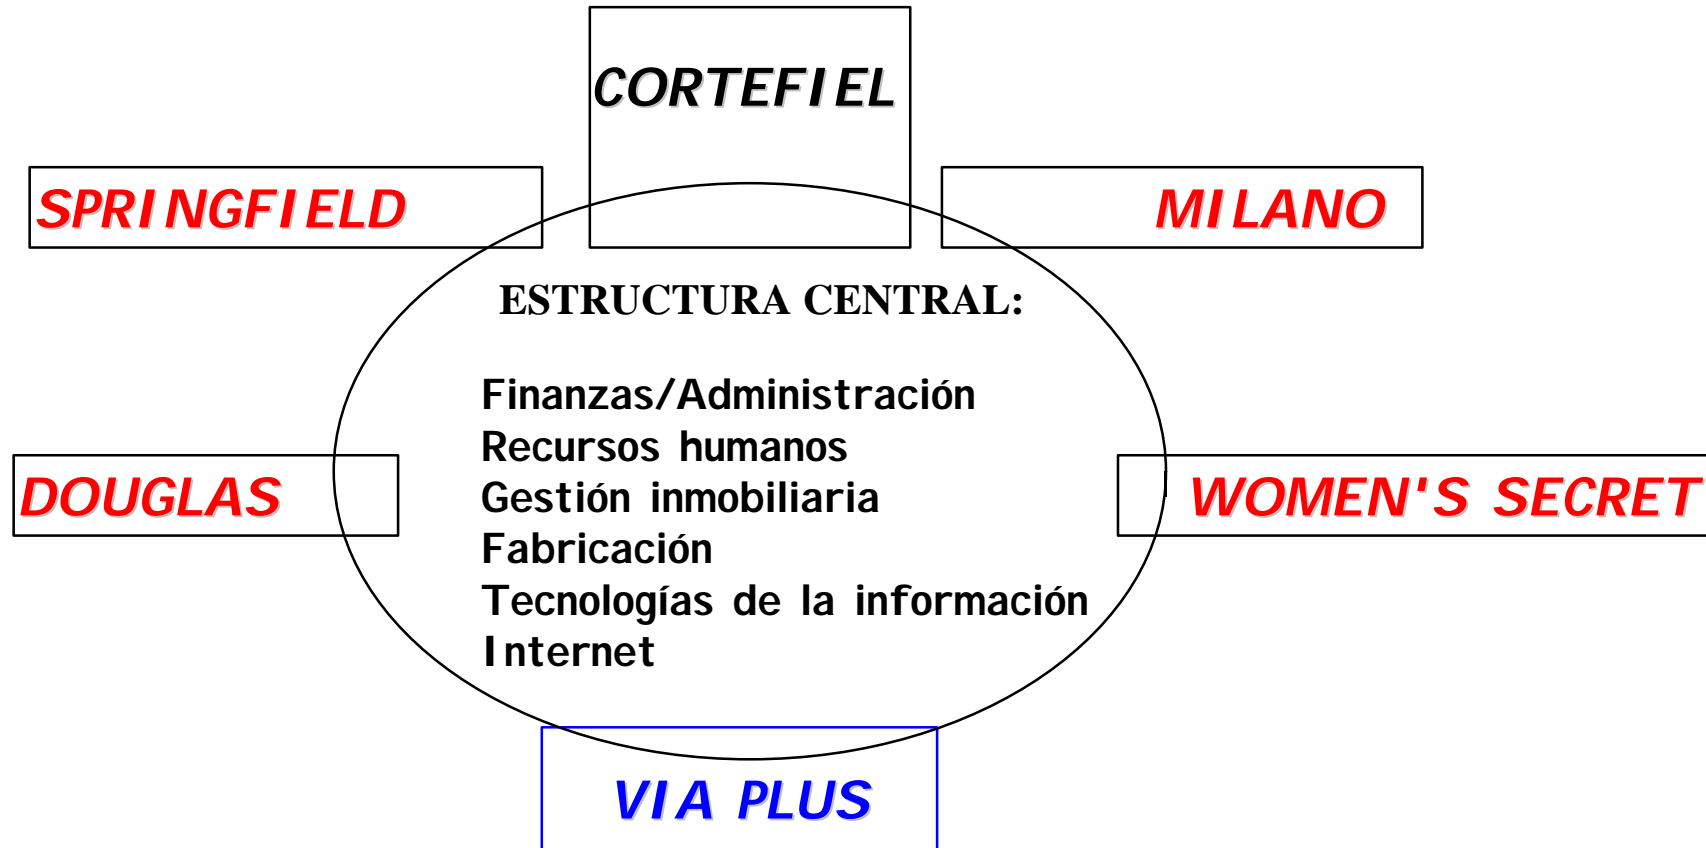 CORTEFIEL
SPRINGFIELD
MILANO
ESTRUCTURA CENTRAL:
Finanzas/Administración
Recursos humanos
Gestión inmobiliaria
Fabricación
Tecnologías de la información
Internet
DOUGLAS
WOMEN'S SECRET
VIA PLUS